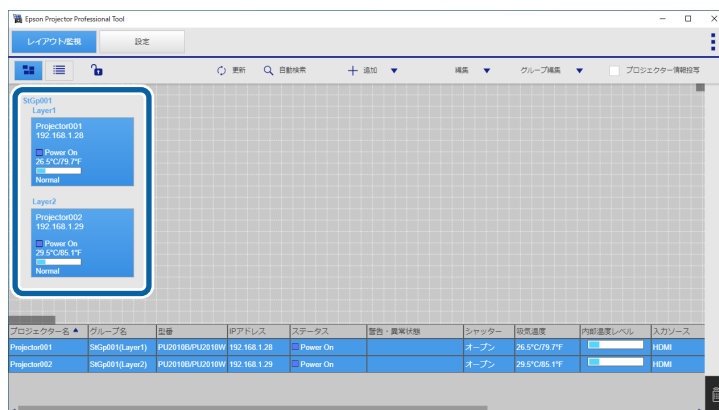 Epson Projector Professional Tool
レイアウト/監視 設定
更新 自動検索 追加 編集 グループ編集 プロジェクター情報投写
StGp001
Layer1
Projector001
192.168.1.28
Power On
26.5°C/79.7°F
Normal
Layer2
Projector002
192.168.1.29
Power On
29.5°C/85.1°F
Normal
プロジェクター名 グループ名 型番 IPアドレス ステータス 警告・異常状態 シャッター 吸気温度 内部温度レベル 入力ソース
Projector001 StGp001(Layer1) PU2010B/PU2010W 192.168.1.28 Power On オープン 26.5°C/79.7°F HDMI
Projector002 StGp001(Layer2) PU2010B/PU2010W 192.168.1.29 Power On オープン 29.5°C/85.1°F HDMI